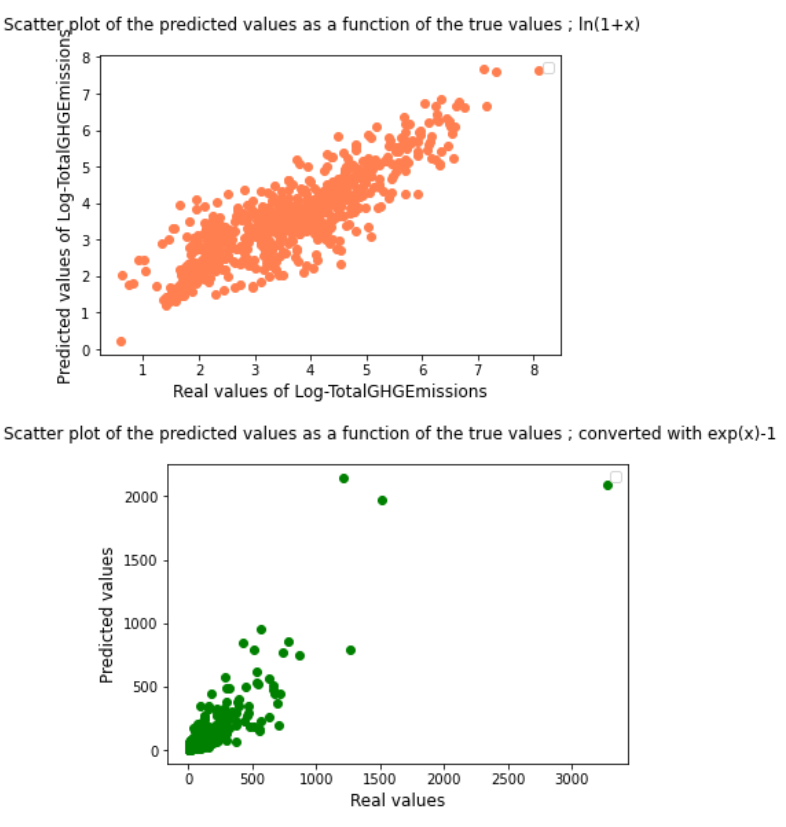 Scatter plot of the predicted values as a function of the true values ; ln(1+x)
Predicted values of Log-TotalGHGEmissions
8
7
6
5
4
3
2
1
0
1 2 3 4 5 6 7 8
Real values of Log-TotalGHGEmissions
Scatter plot of the predicted values as a function of the true values ; converted with exp(x)-1
Predicted values
2000
1500
1000
500
0
0 500 1000 1500 2000 2500 3000
Real values